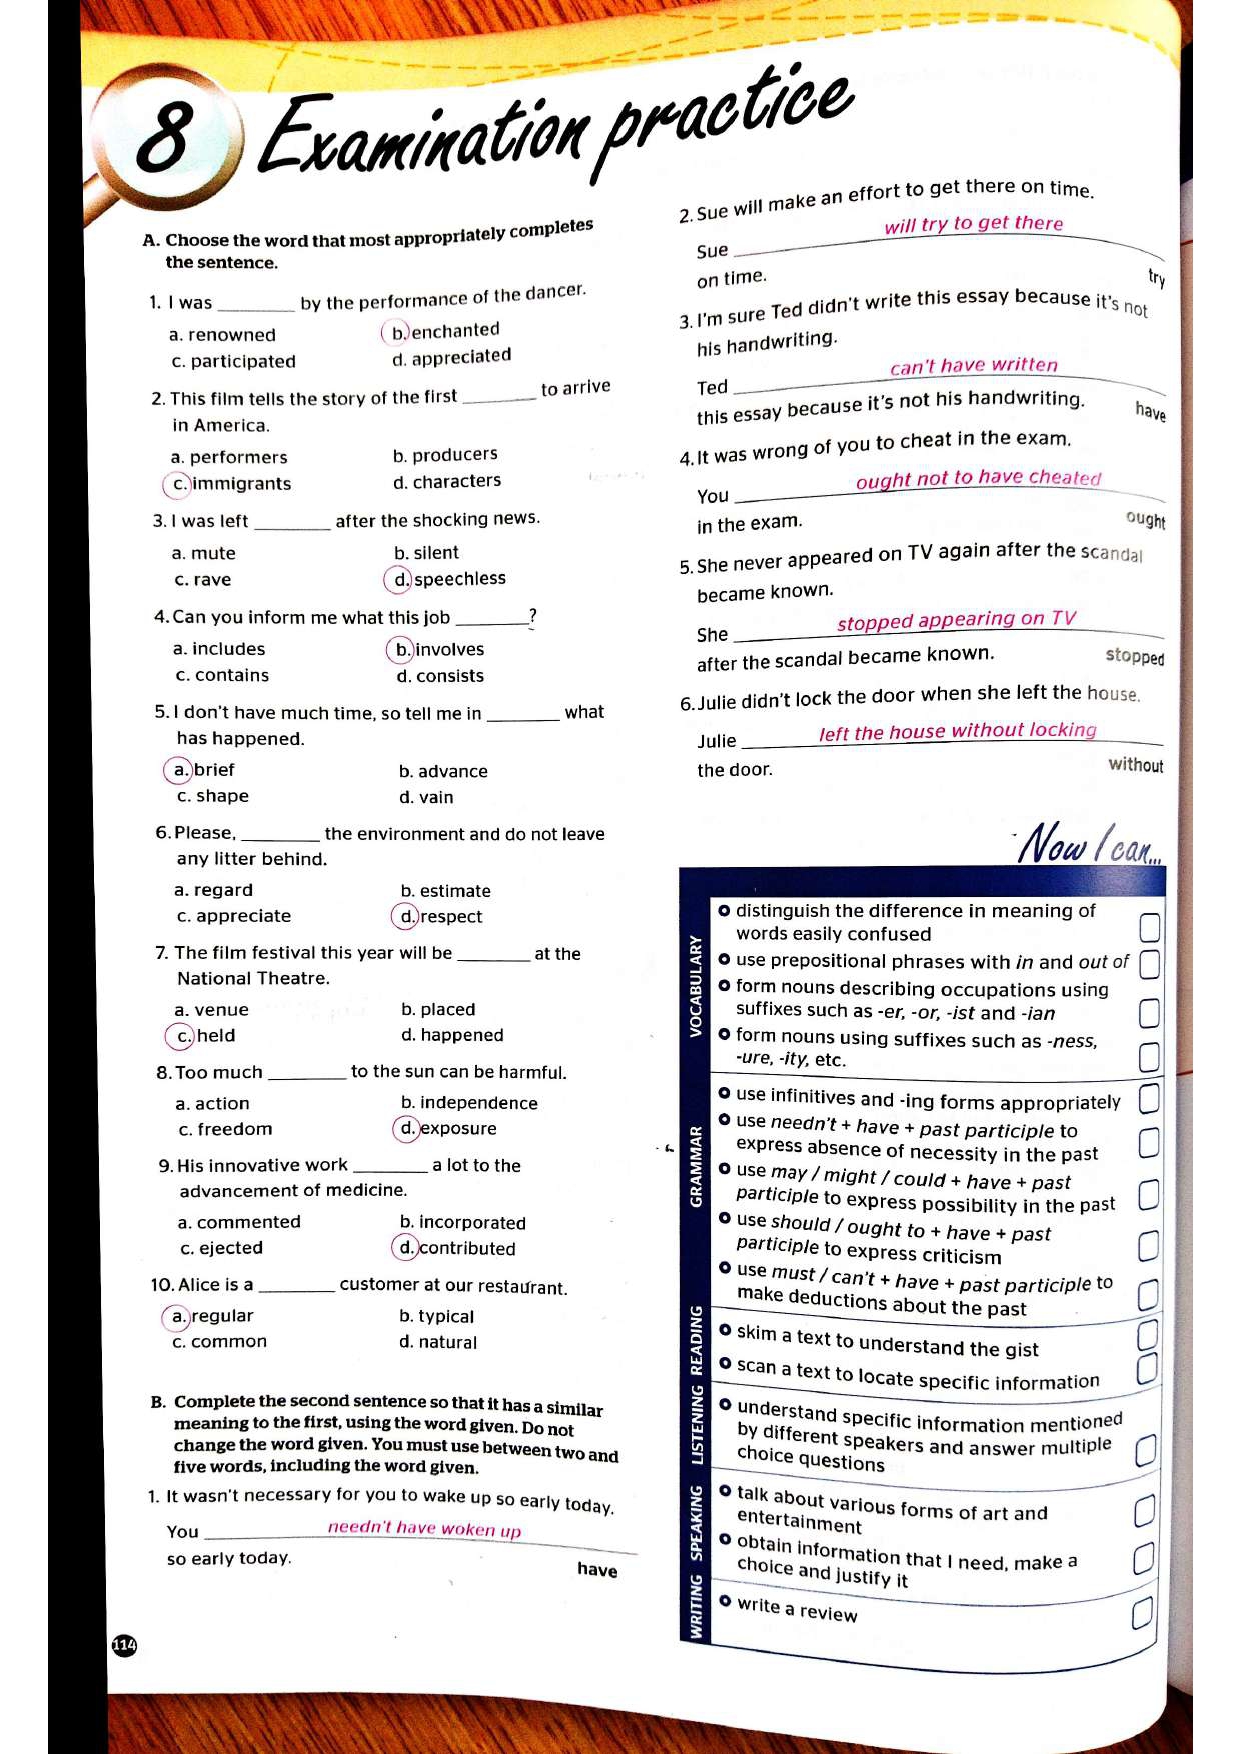 8 Examination practice
A. Choose the word that most appropriately completes
the sentence.
1. I was ________ by the performance of the dancer.
a. renowned b. enchanted
c. participated d. appreciated
2. This film tells the story of the first ________ to arrive
in America.
a. performers b. producers
c. immigrants d. characters
3. I was left ________ after the shocking news.
a. mute b. silent
c. rave d. speechless
4. Can you inform me what this job ________?
a. includes b. involves
c. contains d. consists
5. I don't have much time, so tell me in ________ what
has happened.
a. brief b. advance
c. shape d. vain
6. Please, ________ the environment and do not leave
any litter behind.
a. regard b. estimate
c. appreciate d. respect
7. The film festival this year will be ________ at the
National Theatre.
a. venue b. placed
c. held d. happened
8. Too much ________ to the sun can be harmful.
a. action b. independence
c. freedom d. exposure
9. His innovative work ________ a lot to the
advancement of medicine.
a. commented b. incorporated
c. ejected d. contributed
10. Alice is a ________ customer at our restaurant.
a. regular b. typical
c. common d. natural
B. Complete the second sentence so that it has a similar
meaning to the first, using the word given. Do not
change the word given. You must use between two and
five words, including the word given.
1. It wasn't necessary for you to wake up so early today.
You needn't have woken up
so early today. have
114
2. Sue will make an effort to get there on time.
Sue will try to get there
on time. try
3. I'm sure Ted didn't write this essay because it's not
his handwriting.
Ted can't have written
this essay because it's not his handwriting. have
4. It was wrong of you to cheat in the exam.
You ought not to have cheated
in the exam. ought
5. She never appeared on TV again after the scandal
became known.
She stopped appearing on TV
after the scandal became known. stopped
6. Julie didn't lock the door when she left the house.
Julie left the house without locking
the door. without
Now I can...
VOCABULARY
distinguish the difference in meaning of
words easily confused
use prepositional phrases with in and out of
form nouns describing occupations using
suffixes such as -er, -or, -ist and -ian
form nouns using suffixes such as -ness,
-ure, -ity, etc.
GRAMMAR
use infinitives and -ing forms appropriately
use needn't + have + past participle to
express absence of necessity in the past
use may / might / could + have + past
participle to express possibility in the past
use should / ought to + have + past
participle to express criticism
use must / can't + have + past participle to
make deductions about the past
READING
skim a text to understand the gist
scan a text to locate specific information
LISTENING
understand specific information mentioned
by different speakers and answer multiple
choice questions
SPEAKING
talk about various forms of art and
entertainment
obtain information that I need, make a
choice and justify it
WRITING
write a review